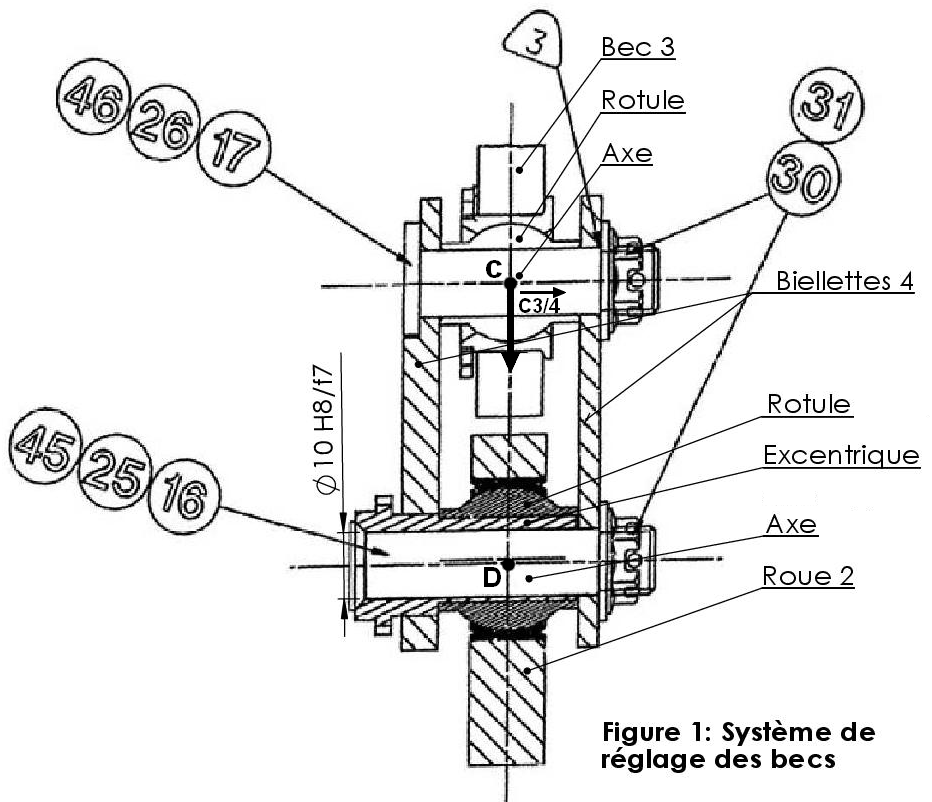 3
Bec 3
46 26 17
Rotule
31
Axe
30
C
C3/4
Biellettes 4
⌀10 H8/f7
Rotule
45 25 16
Excentrique
Axe
D
Roue 2
Figure 1: Système de
réglage des becs